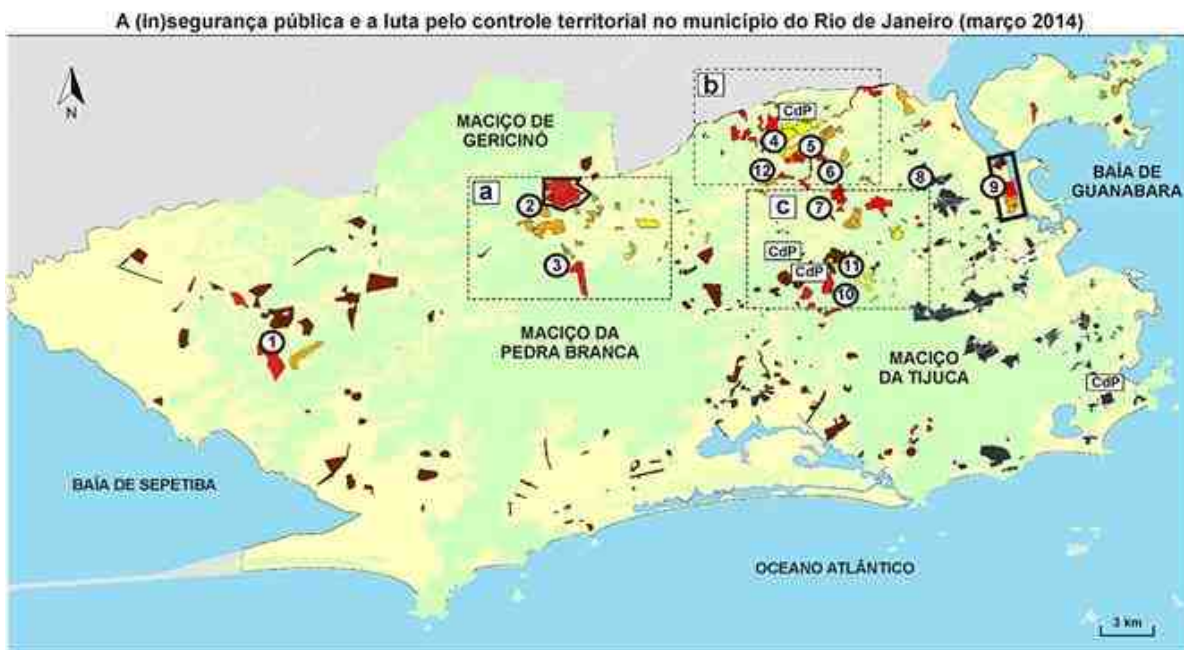 A (in)segurança pública e a luta pelo controle territorial no município do Rio de Janeiro (março 2014)
N
MACIÇO DE
GERICINÓ
b
CdP
4
5
12
6
8
9
BAÍA DE
GUANABARA
a
2
3
c
7
CdP
CdP
11
10
1
MACIÇO DA
PEDRA BRANCA
MACIÇO
DA TIJUCA
CdP
BAÍA DE SEPETIBA
OCEANO ATLÂNTICO
3 km